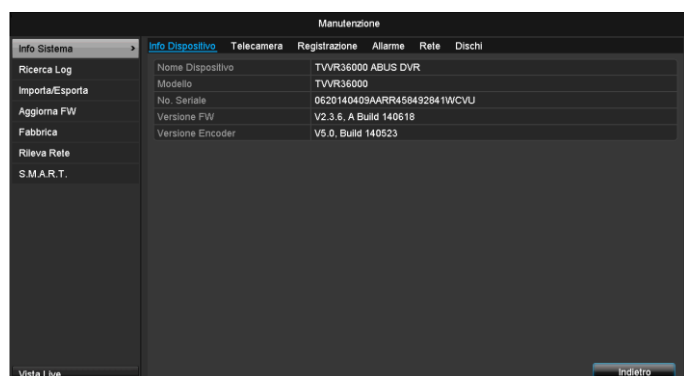 Manutenzione
Info Sistema >
Info Dispositivo Telecamera Registrazione Allarme Rete Dischi
Ricerca Log
Importa/Esporta
Aggiorna FW
Fabbrica
Rileva Rete
S.M.A.R.T.
Nome Dispositivo TVVR36000 ABUS DVR
Modello TVVR36000
No. Seriale 0620140409AARR458492841WCVU
Versione FW V2.3.6, A Build 140618
Versione Encoder V5.0, Build 140523
Vista Live
Indietro